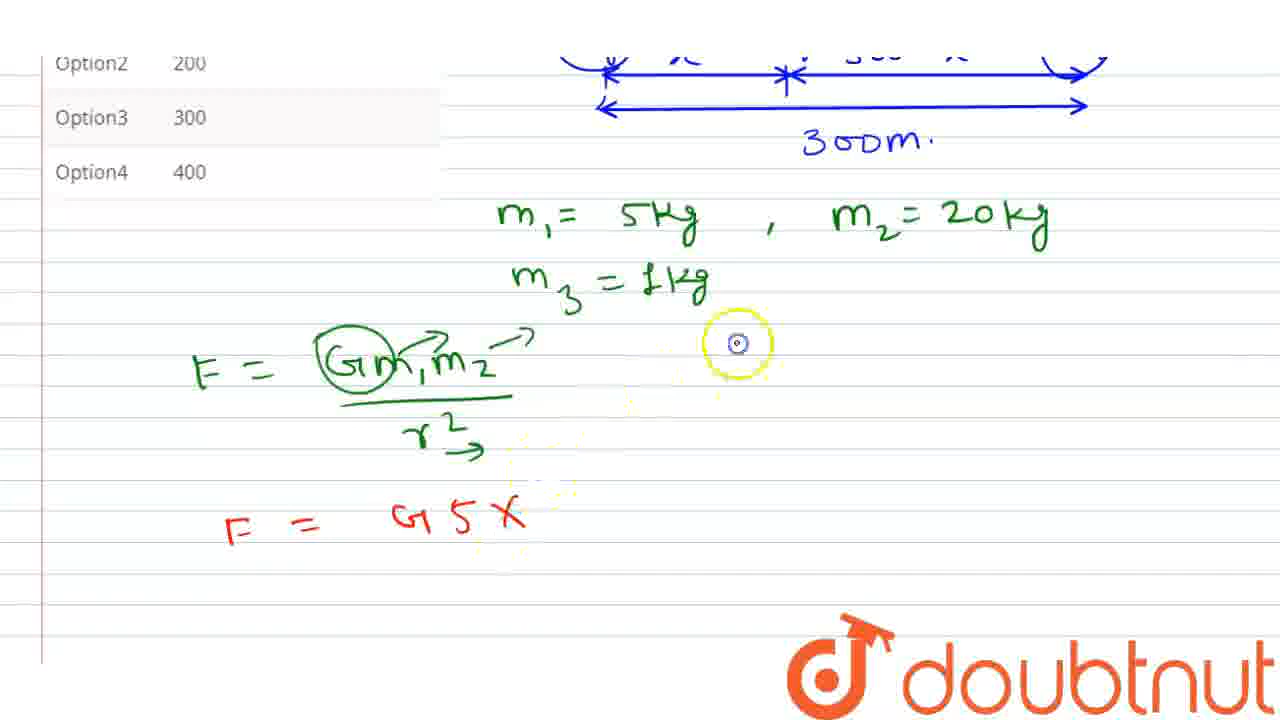 Option2 200
Option3 300
Option4 400
x
300m.
m₁ = 5kg , m₂ = 20kg
m₃ = 1kg
F = Gm₁m₂
r²
F = G 5 X
doubtnut